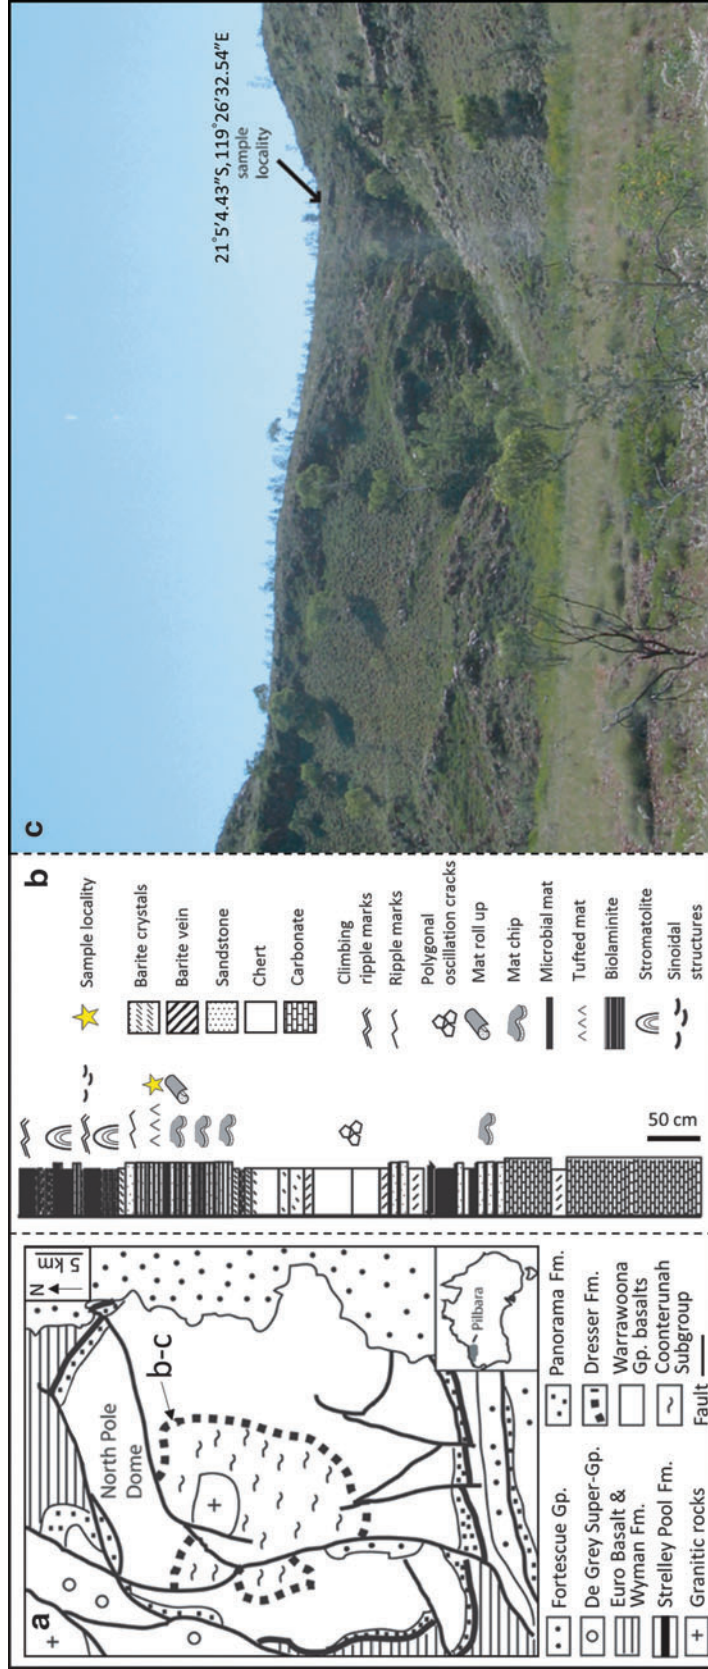 a
N
5 km
North Pole
Dome
b-c
Pilbara
Fortescue Gp.
De Grey Super-Gp.
Euro Basalt &
Wyman Fm.
Strelley Pool Fm.
Granitic rocks
Panorama Fm.
Dresser Fm.
Warrawoona
Gp. basalts
Coonterunah
Subgroup
Fault
b
Sample locality
Barite crystals
Barite vein
Sandstone
Chert
Carbonate
Climbing
ripple marks
Ripple marks
Polygonal
oscillation cracks
Mat roll up
Mat chip
Microbial mat
Tufted mat
Biolaminite
Stromatolite
Sinoidal
structures
50 cm
c
21°5'4.43"S, 119°26'32.54"E
sample
locality